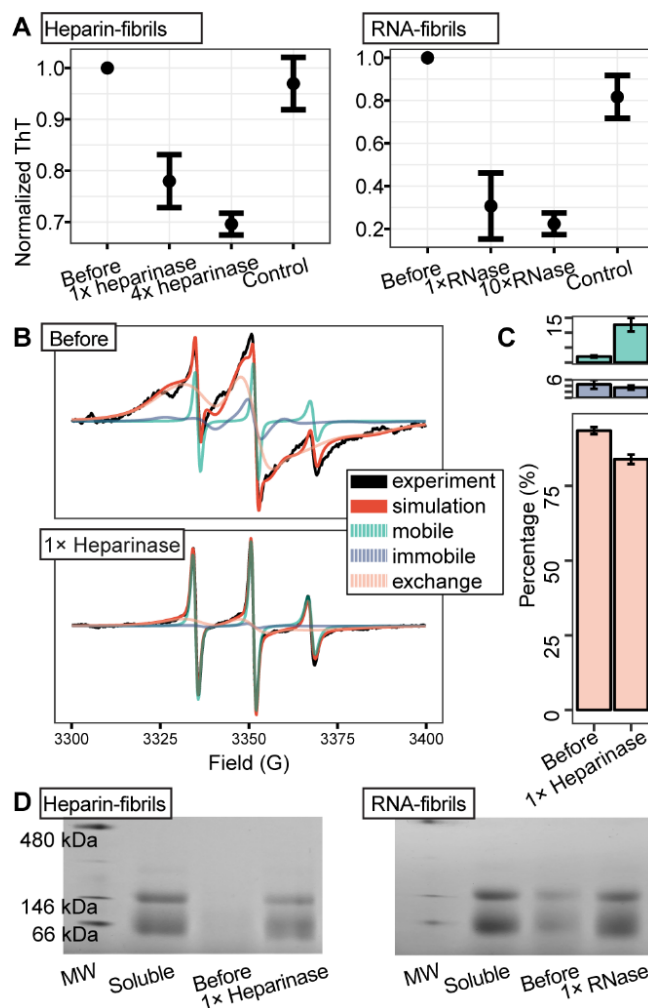 A Heparin-fibrils RNA-fibrils
Normalized ThT
1.0
0.9
0.8
0.7
Before 1x heparinase 4x heparinase Control
1.0
0.8
0.6
0.4
0.2
Before 1×RNase 10×RNase Control
B Before
experiment
simulation
mobile
immobile
exchange
1× Heparinase
3300 3325 3350 3375 3400
Field (G)
C
15
0
6
Percentage (%)
75
50
25
0
Before 1× Heparinase
D Heparin-fibrils RNA-fibrils
480 kDa
146 kDa
66 kDa
MW Soluble Before 1× Heparinase
MW Soluble Before 1× RNase